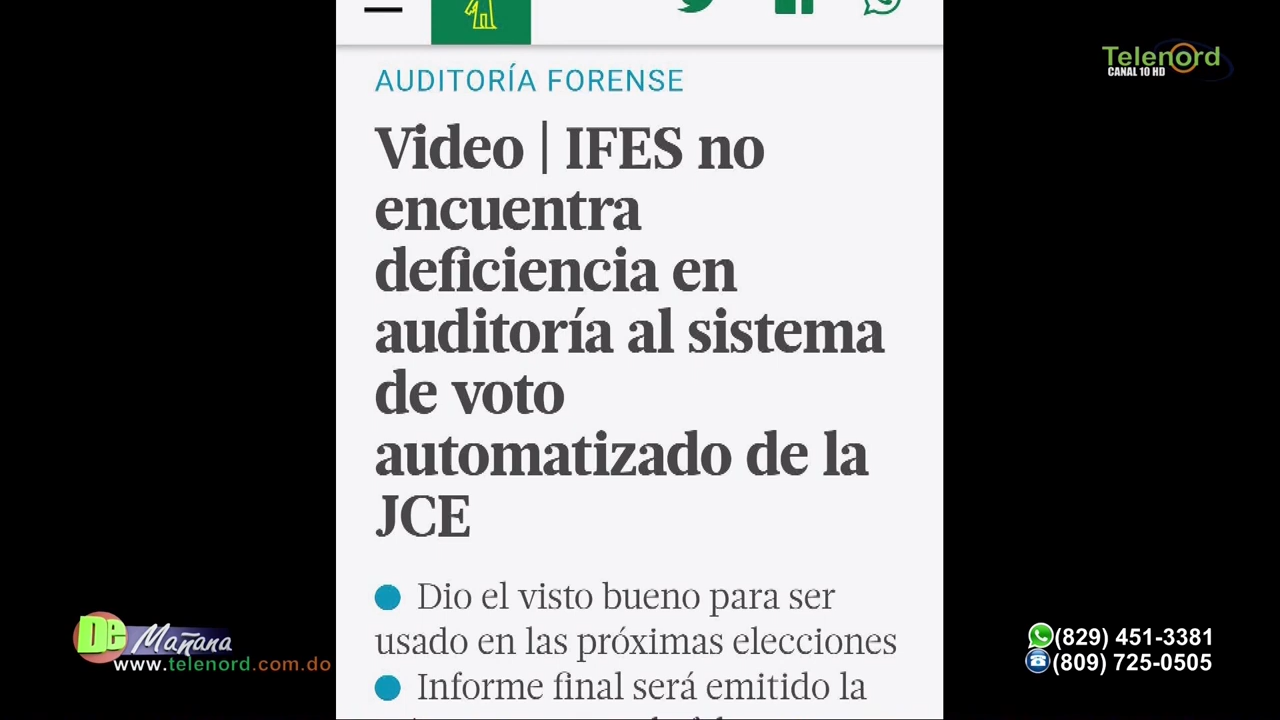 Telenord
CANAL 10 HD
AUDITORÍA FORENSE
Video | IFES no
encuentra
deficiencia en
auditoría al sistema
de voto
automatizado de la
JCE
Dio el visto bueno para ser
usado en las próximas elecciones
Informe final será emitido la
De Mañana
www.telenord.com.do
(829) 451-3381
(809) 725-0505